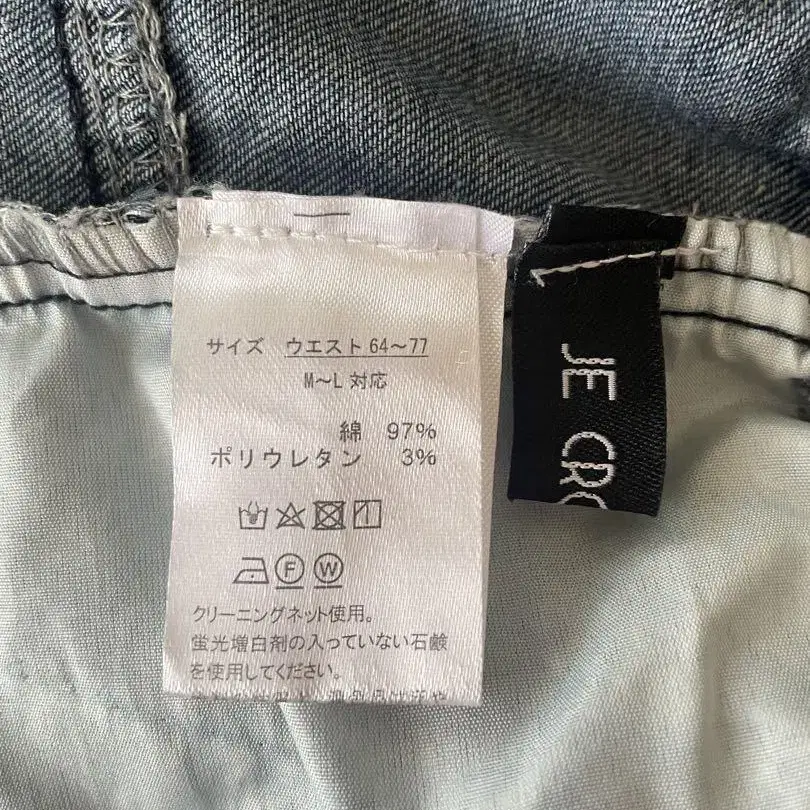 サイズ ウエスト 64～77
M～L 対応
綿 97%
ポリウレタン 3%
F W
クリーニングネット使用。
蛍光増白剤の入っていない石鹸
を使用してください。
JE CRO